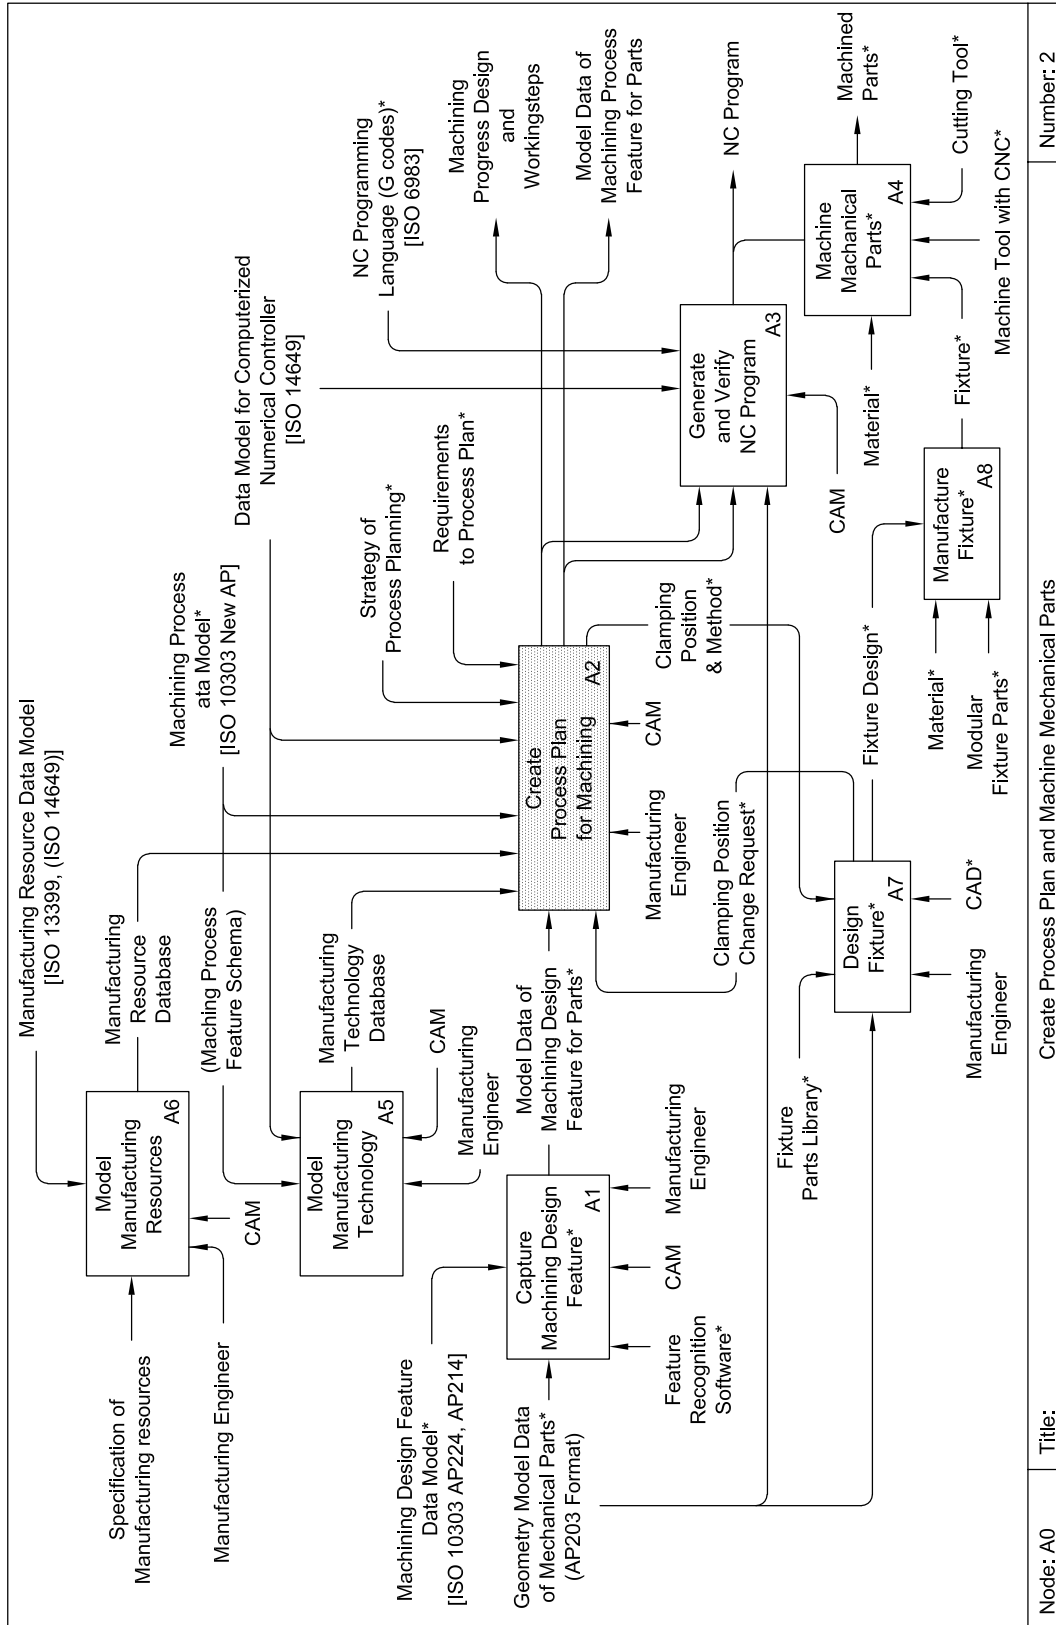 Manufacturing Resource Data Model
[ISO 13399, (ISO 14649)]
Machining Process
ata Model*
[ISO 10303 New AP]
Data Model for Computerized
Numerical Controller
[ISO 14649]
NC Programming
Language (G codes)*
[ISO 6983]
Specification of
Manufacturing resources
Manufacturing Engineer
CAM
Model
Manufacturing
Resources
A6
Manufacturing
Resource
Database
(Maching Process
Feature Schema)
Model
Manufacturing
Technology
A5
Manufacturing
Technology
Database
CAM
Manufacturing
Engineer
Strategy of
Process Planning*
Requirements
to Process Plan*
Machining
Progress Design
and
Workingsteps
Model Data of
Machining Process
Feature for Parts
Machining Design Feature
Data Model*
[ISO 10303 AP224, AP214]
Geometry Model Data
of Mechanical Parts*
(AP203 Format)
Capture
Machining Design
Feature*
A1
Feature
Recognition
Software*
CAM
Manufacturing
Engineer
Model Data of
Machining Design
Feature for Parts*
Create
Process Plan
for Machining
A2
Manufacturing
Engineer
CAM
Clamping Position
Change Request*
Clamping
Position
& Method*
Generate
and Verify
NC Program
A3
CAM
NC Program
Fixture
Parts Library*
Design
Fixture*
A7
Manufacturing
Engineer
CAD*
Fixture Design*
Material*
Modular
Fixture Parts*
Manufacture
Fixture*
A8
Fixture*
Material*
Machine
Machanical
Parts*
A4
Machine Tool with CNC*
Cutting Tool*
Machined
Parts*
Node: A0
Title:
Create Process Plan and Machine Mechanical Parts
Number: 2